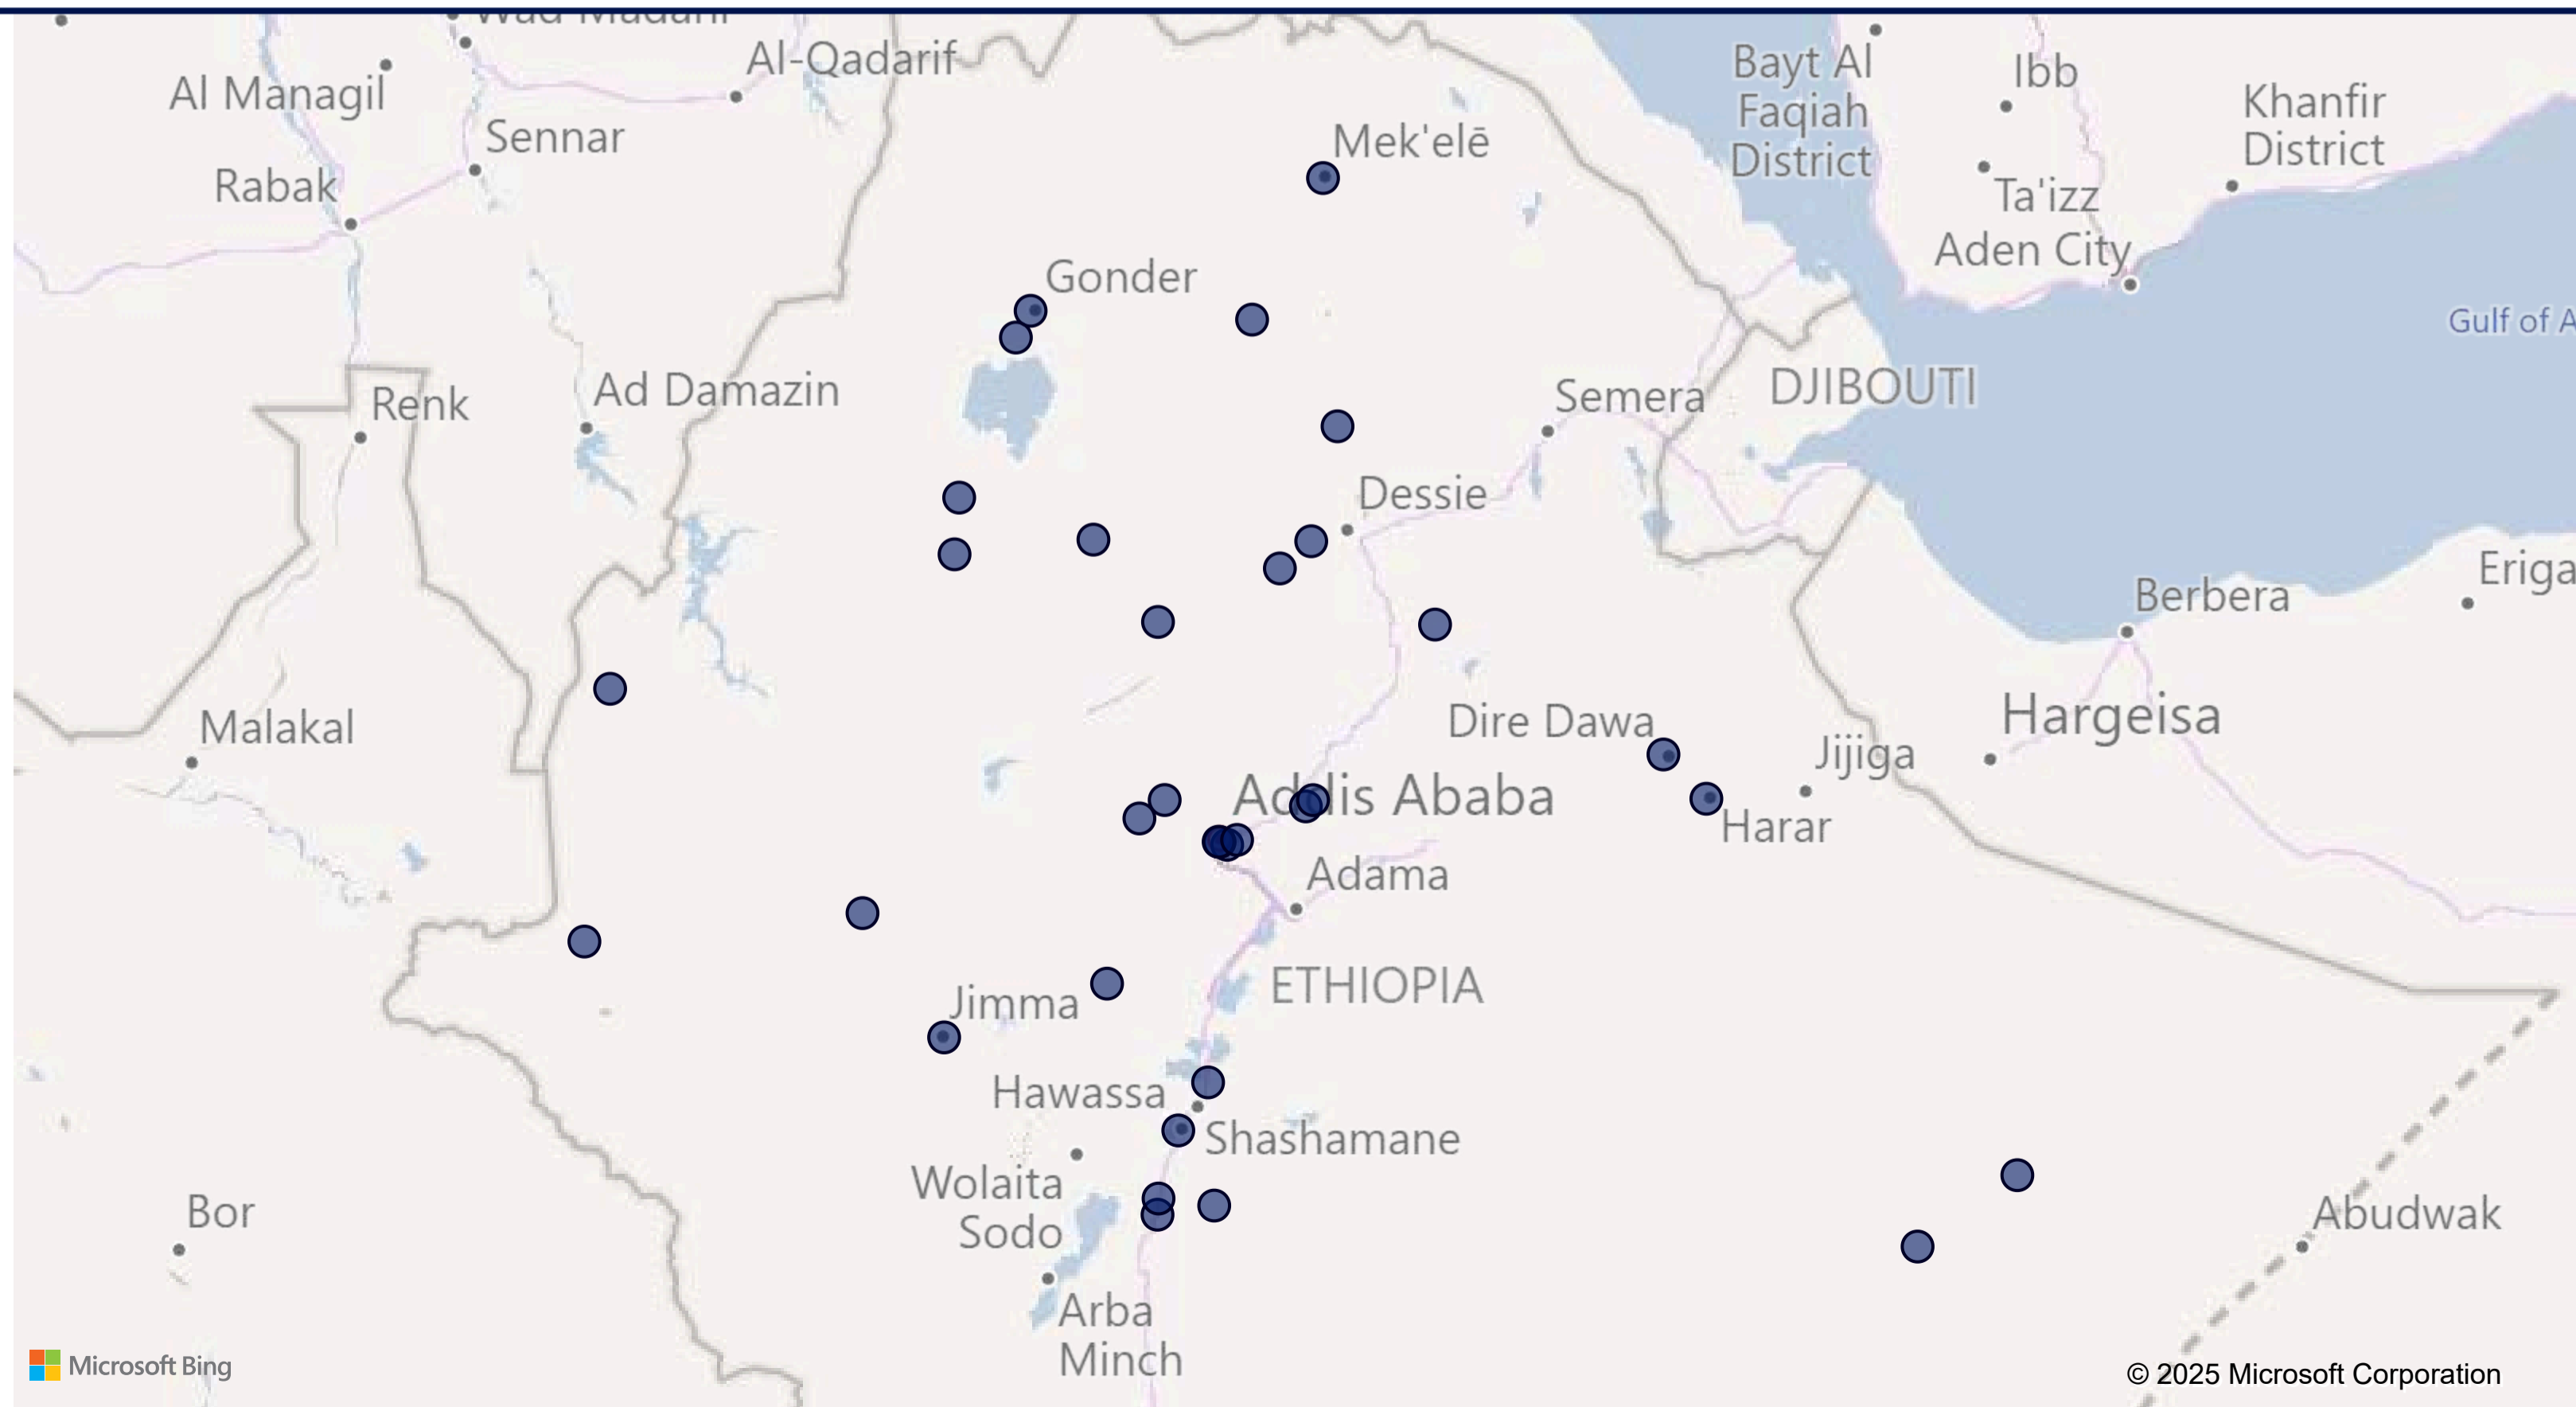 Wad Madani
Al-Qadarif
Al Managil
Sennar
Rabak
Mek'elē
Bayt Al
Faqiah
District
Ibb
Khanfir
District
Ta'izz
Aden City
Gonder
Gulf of A
Renk
Ad Damazin
Semera
DJIBOUTI
Dessie
Berbera
Eriga
Malakal
Dire Dawa
Jijiga
Hargeisa
Addis Ababa
Harar
Adama
ETHIOPIA
Jimma
Hawassa
Shashamane
Wolaita
Sodo
Bor
Abudwak
Arba
Minch
Microsoft Bing
© 2025 Microsoft Corporation